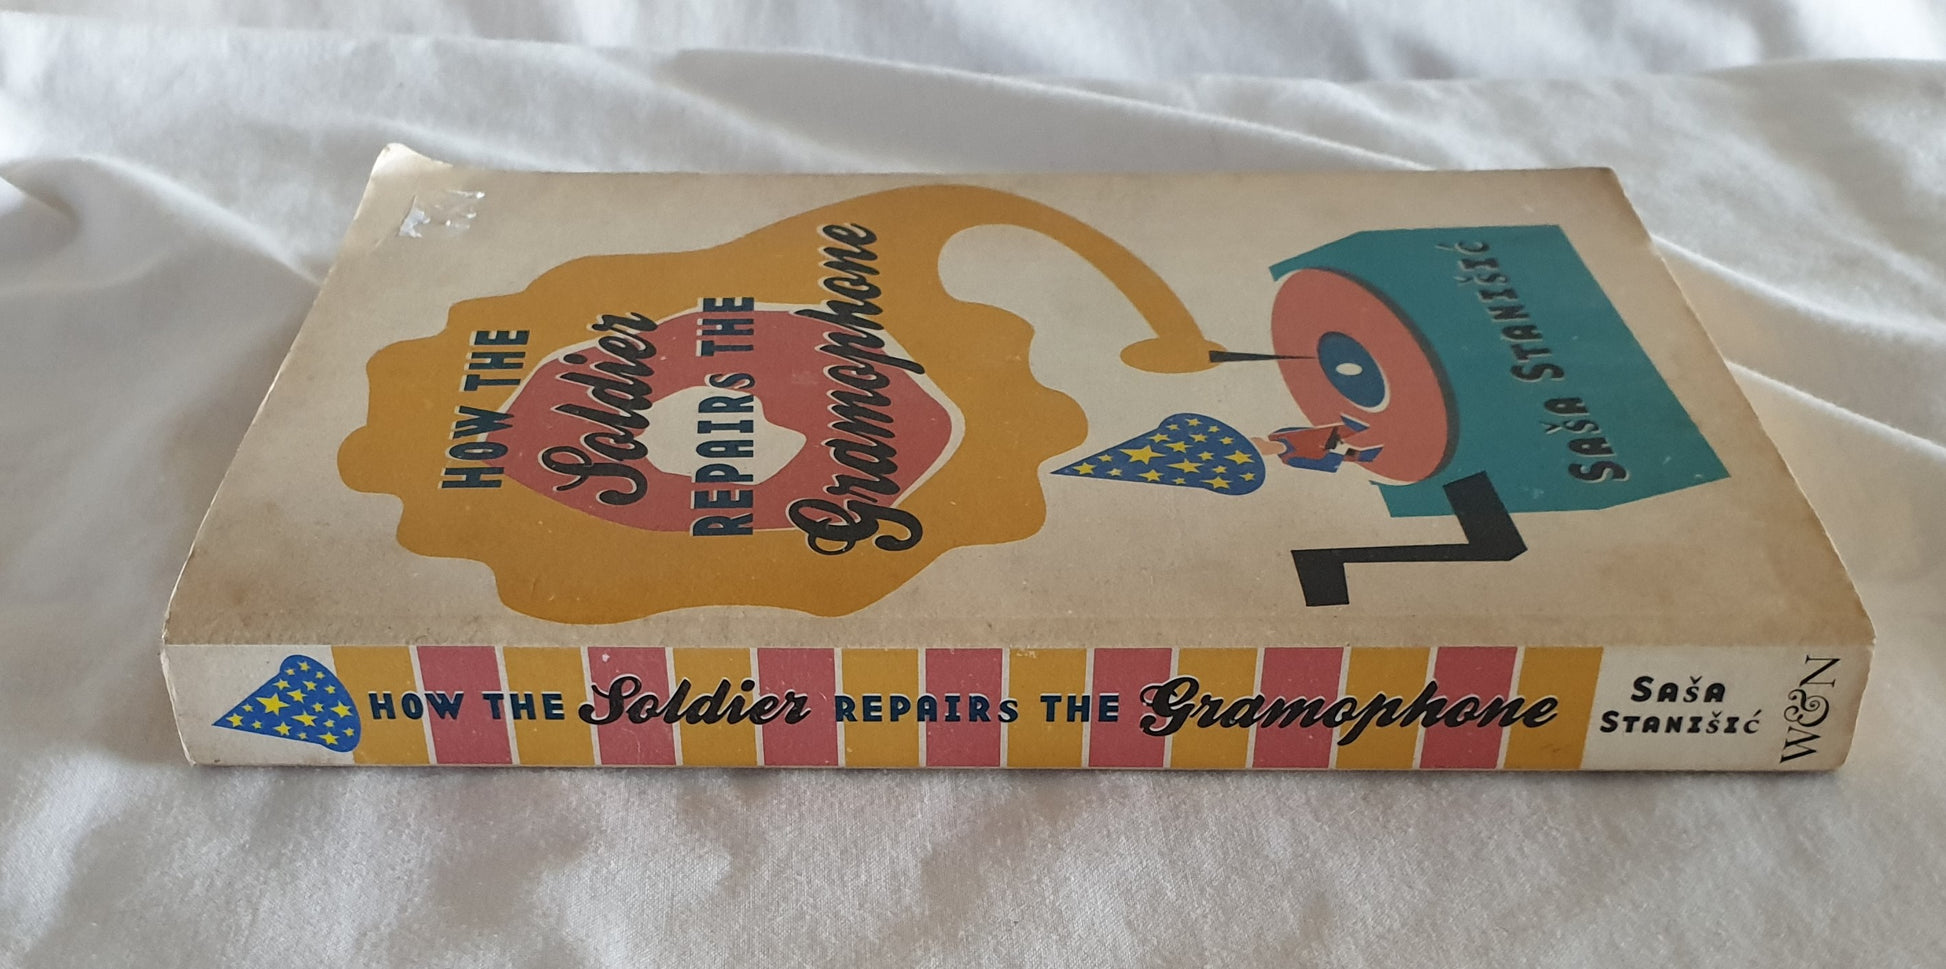 HOW THE
Soldier
REPAIRS THE
Gramophone
SAŠA STANIŠIĆ
HOW THE Soldier REPAIRS THE Gramophone
SAŠA
STANIŠIĆ
W&N